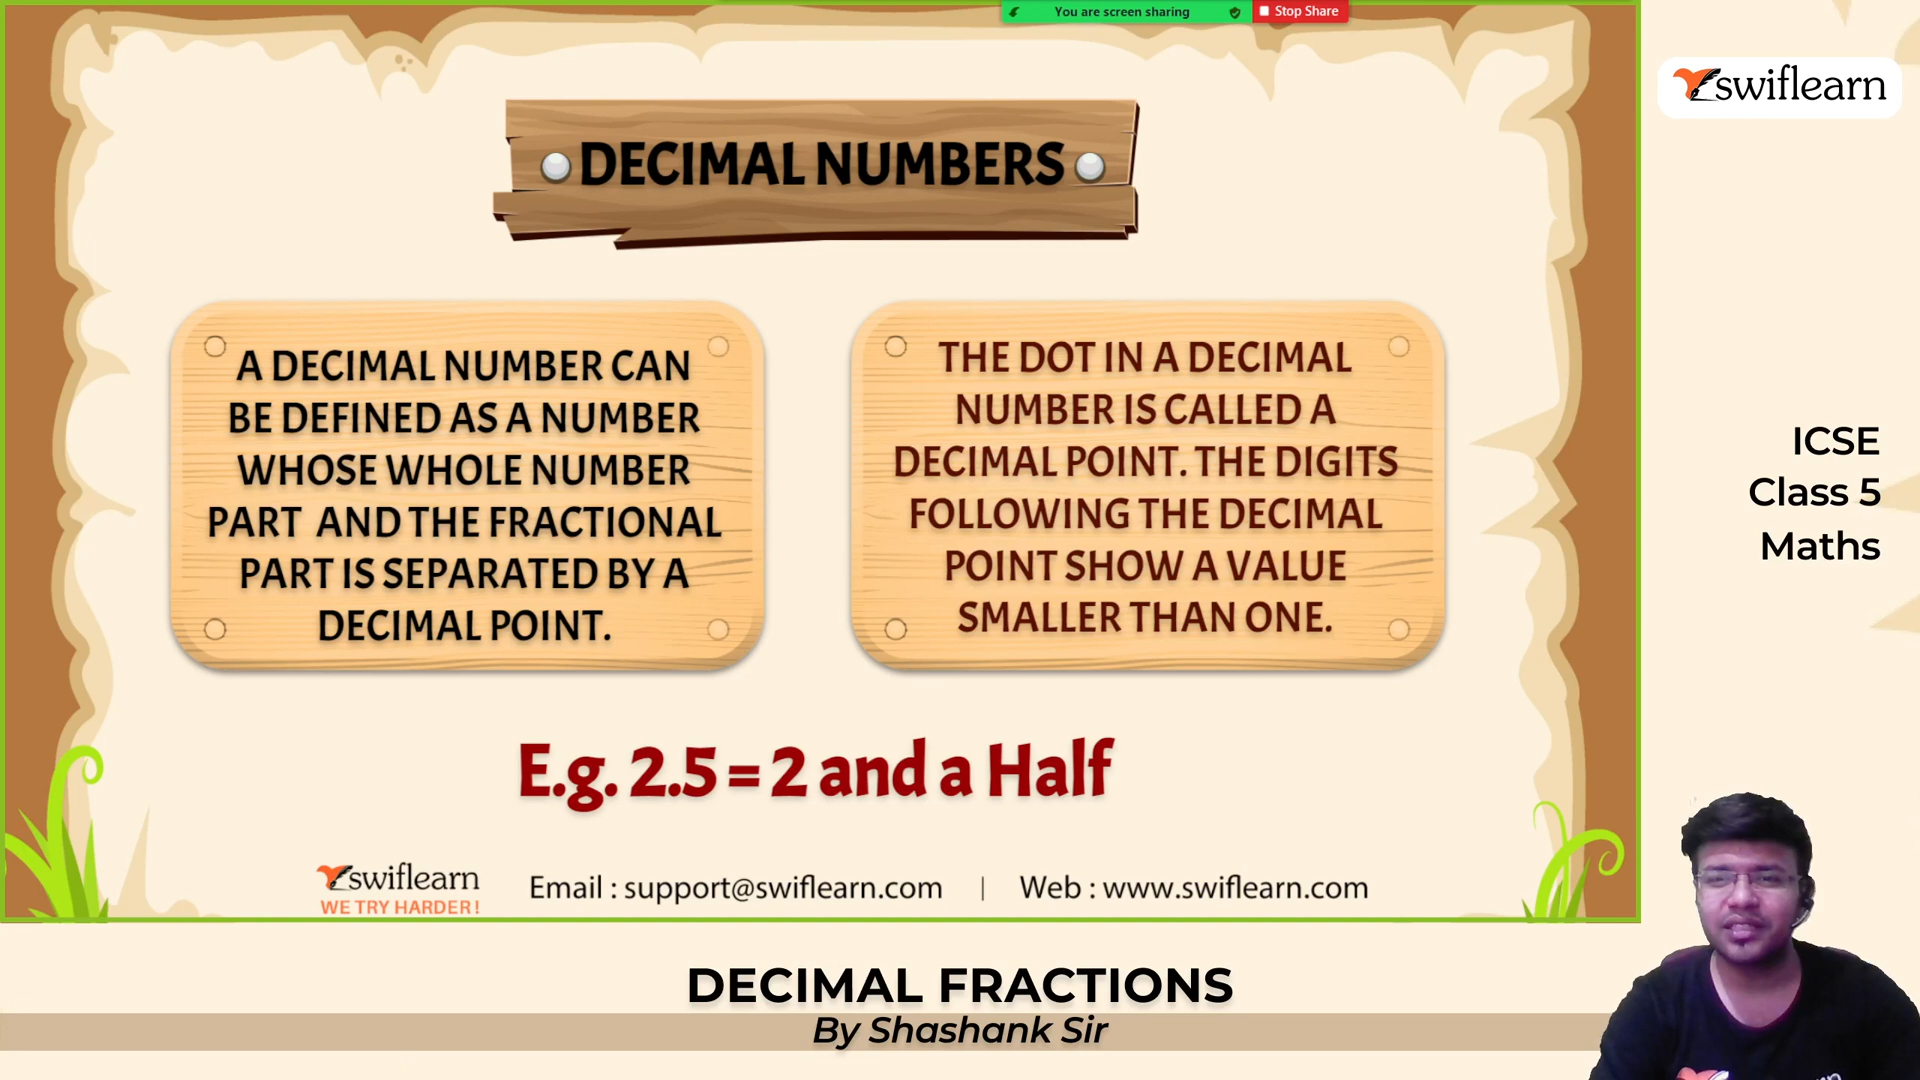 You are screen sharing
Stop Share
swiflearn
DECIMAL NUMBERS
A DECIMAL NUMBER CAN
BE DEFINED AS A NUMBER
WHOSE WHOLE NUMBER
PART AND THE FRACTIONAL
PART IS SEPARATED BY A
DECIMAL POINT.
THE DOT IN A DECIMAL
NUMBER IS CALLED A
DECIMAL POINT. THE DIGITS
FOLLOWING THE DECIMAL
POINT SHOW A VALUE
SMALLER THAN ONE.
ICSE
Class 5
Maths
E.g. 2.5 = 2 and a Half
swiflearn
WE TRY HARDER!
Email : support@swiflearn.com | Web : www.swiflearn.com
DECIMAL FRACTIONS
By Shashank Sir